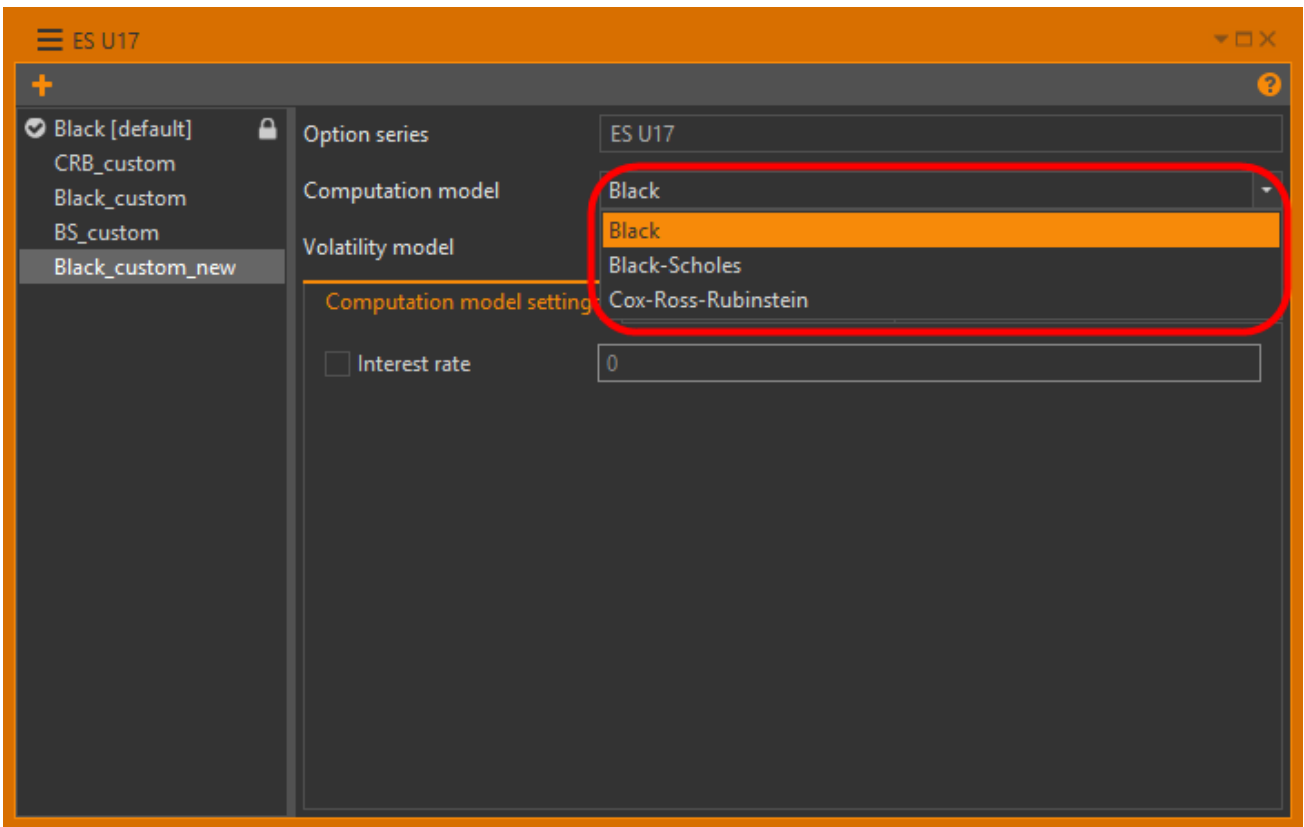 ES U17
Black [default]
CRB_custom
Black_custom
BS_custom
Black_custom_new
Option series ES U17
Computation model Black
Black
Volatility model
Black-Scholes
Cox-Ross-Rubinstein
Computation model setting
Interest rate 0